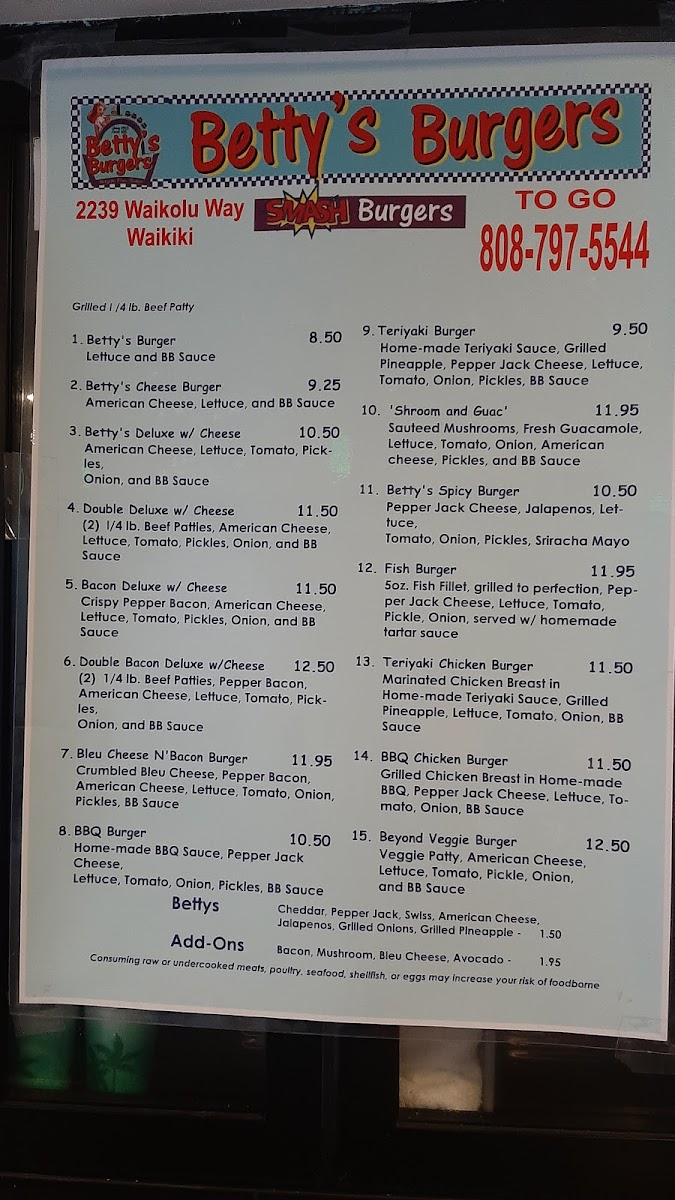 Betty's
Burgers
Betty's Burgers
2239 Waikolu Way
Waikiki
SMASH Burgers
TO GO
808-797-5544
Grilled 1/4 lb. Beef Patty
1. Betty's Burger 8.50
Lettuce and BB Sauce
2. Betty's Cheese Burger 9.25
American Cheese, Lettuce, and BB Sauce
3. Betty's Deluxe w/ Cheese 10.50
American Cheese, Lettuce, Tomato, Pick-
les,
Onion, and BB Sauce
4. Double Deluxe w/ Cheese 11.50
(2) 1/4 lb. Beef Patties, American Cheese,
Lettuce, Tomato, Pickles, Onion, and BB
Sauce
5. Bacon Deluxe w/ Cheese 11.50
Crispy Pepper Bacon, American Cheese,
Lettuce, Tomato, Pickles, Onion, and BB
Sauce
6. Double Bacon Deluxe w/Cheese 12.50
(2) 1/4 lb. Beef Patties, Pepper Bacon,
American Cheese, Lettuce, Tomato, Pick-
les,
Onion, and BB Sauce
7. Bleu Cheese N'Bacon Burger 11.95
Crumbled Bleu Cheese, Pepper Bacon,
American Cheese, Lettuce, Tomato, Onion,
Pickles, BB Sauce
8. BBQ Burger 10.50
Home-made BBQ Sauce, Pepper Jack
Cheese,
Lettuce, Tomato, Onion, Pickles, BB Sauce
9. Teriyaki Burger 9.50
Home-made Teriyaki Sauce, Grilled
Pineapple, Pepper Jack Cheese, Lettuce,
Tomato, Onion, Pickles, BB Sauce
10. 'Shroom and Guac' 11.95
Sauteed Mushrooms, Fresh Guacamole,
Lettuce, Tomato, Onion, American
cheese, Pickles, and BB Sauce
11. Betty's Spicy Burger 10.50
Pepper Jack Cheese, Jalapenos, Let-
tuce,
Tomato, Onion, Pickles, Sriracha Mayo
12. Fish Burger 11.95
5oz. Fish Fillet, grilled to perfection, Pep-
per Jack Cheese, Lettuce, Tomato,
Pickle, Onion, served w/ homemade
tartar sauce
13. Teriyaki Chicken Burger 11.50
Marinated Chicken Breast in
Home-made Teriyaki Sauce, Grilled
Pineapple, Lettuce, Tomato, Onion, BB
Sauce
14. BBQ Chicken Burger 11.50
Grilled Chicken Breast in Home-made
BBQ, Pepper Jack Cheese, Lettuce, To-
mato, Onion, BB Sauce
15. Beyond Veggie Burger 12.50
Veggie Patty, American Cheese,
Lettuce, Tomato, Pickle, Onion,
and BB Sauce
Bettys
Add-Ons
Cheddar, Pepper Jack, Swiss, American Cheese,
Jalapenos, Grilled Onions, Grilled Pineapple - 1.50
Bacon, Mushroom, Bleu Cheese, Avocado - 1.95
Consuming raw or undercooked meats, poultry, seafood, shellfish, or eggs may increase your risk of foodborne